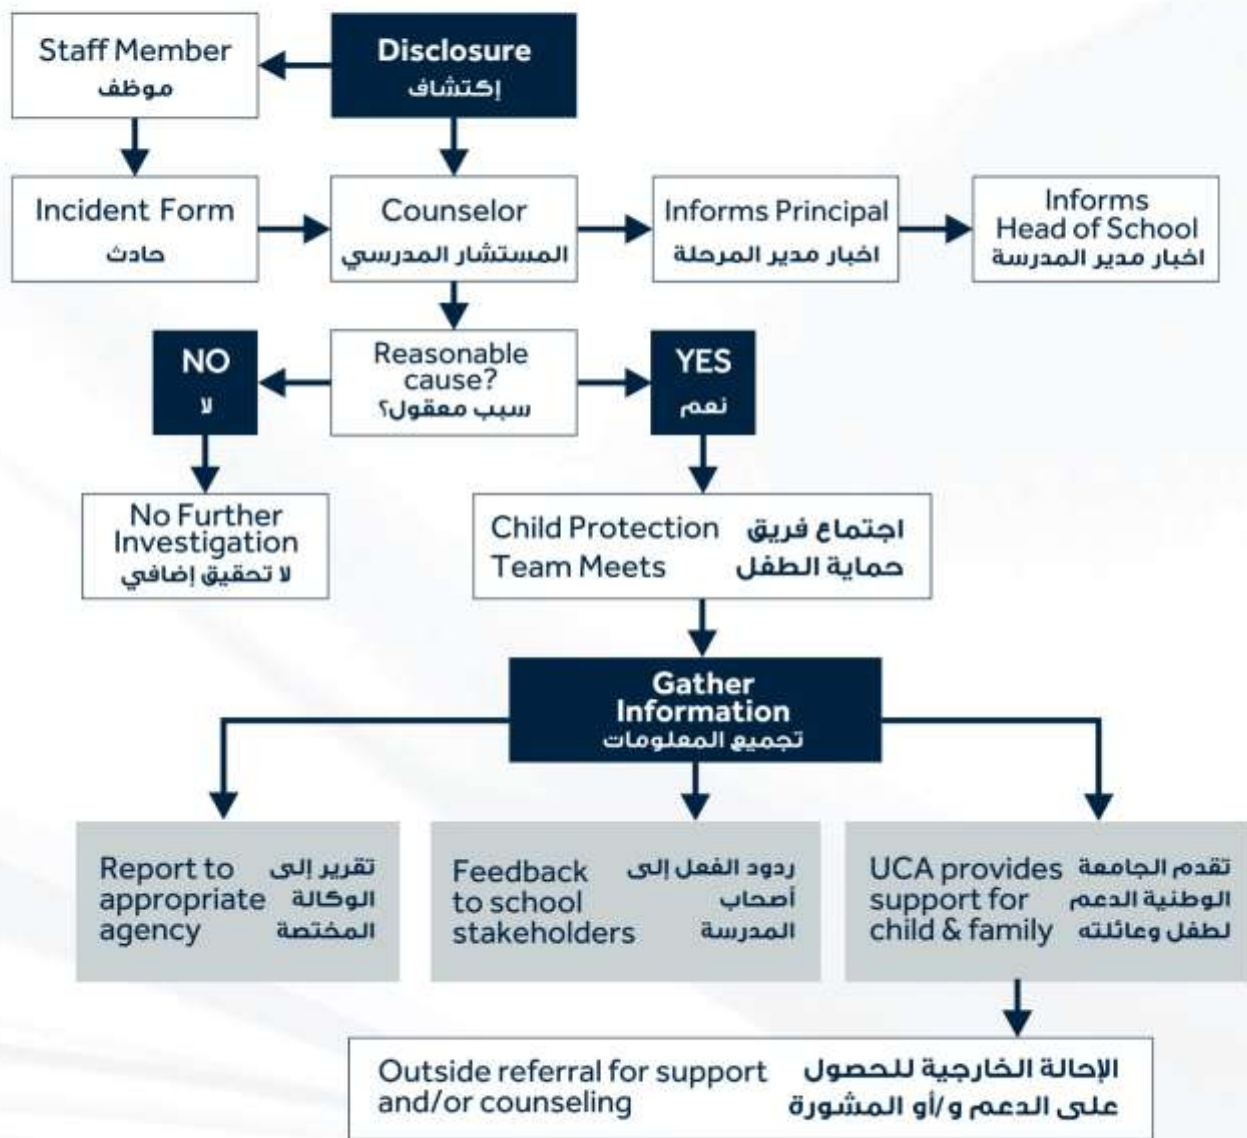 Staff Member
موظف
Disclosure
إكتشاف
Incident Form
حادث
Counselor
المستشار المدرسي
Informs Principal
اخبار مدير المرحلة
Informs
Head of School
اخبار مدير المدرسة
NO
لا
Reasonable
cause?
سبب معقول؟
YES
نعم
No Further
Investigation
لا تحقيق إضافي
Child Protection
Team Meets
اجتماع فريق
حماية الطفل
Gather
Information
تجميع المعلومات
Report to
appropriate
agency
تقرير إلى
الوكالة
المختصة
Feedback
to school
stakeholders
ردود الفعل إلى
أصحاب
المدرسة
UCA provides
support for
child & family
تقدم الجامعة
الوطنية الدعم
لطفل وعائلته
Outside referral for support
and/or counseling
الإحالة الخارجية للحصول
على الدعم و/أو المشورة